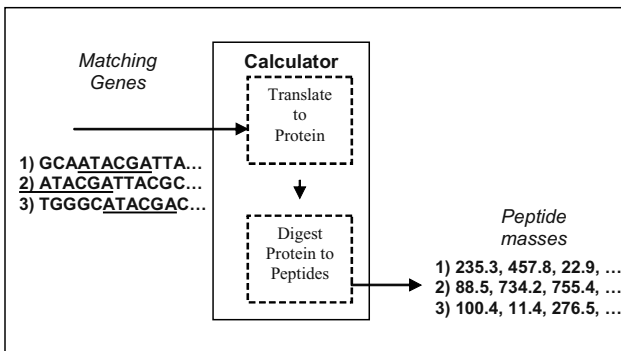 Matching
Genes
1) GCAATACGATTA...
2) ATACGATTACGC...
3) TGGGCATACGAC...
Calculator
Translate
to
Protein
Digest
Protein to
Peptides
Peptide
masses
1) 235.3, 457.8, 22.9, ...
2) 88.5, 734.2, 755.4, ...
3) 100.4, 11.4, 276.5, ...